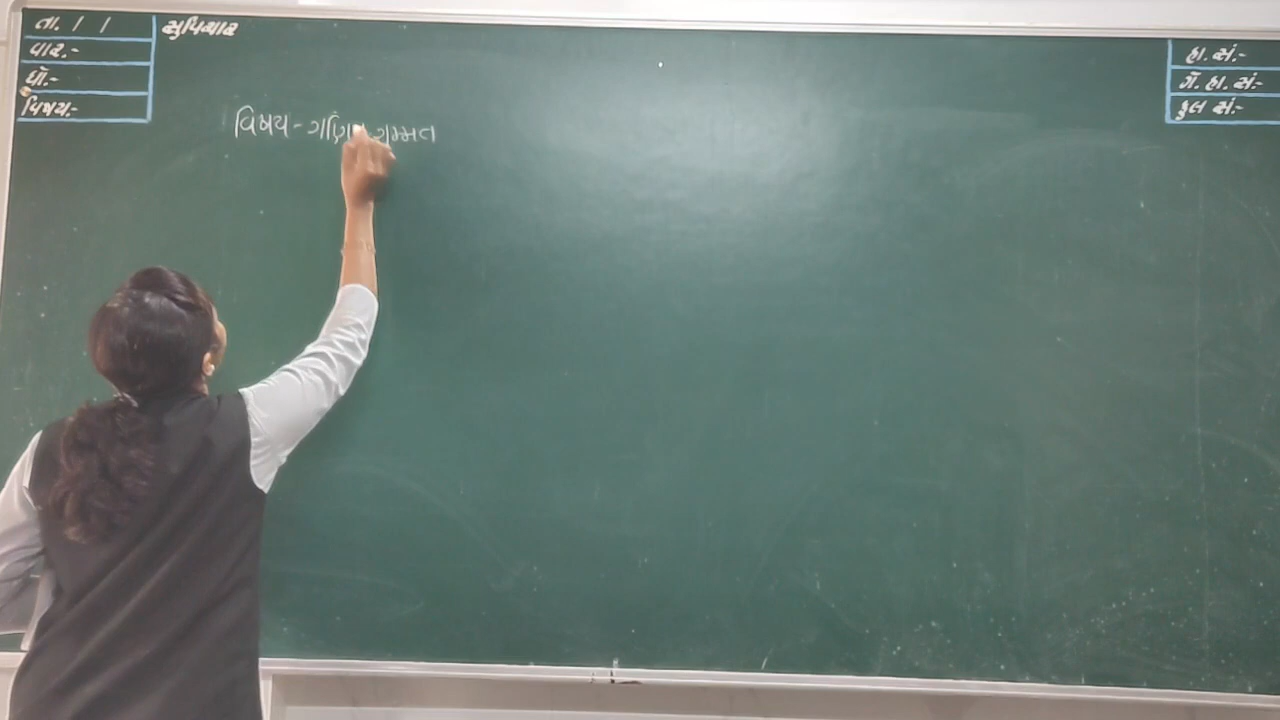 તા. / /
વાર.-
ધો.-
વિષય.-
સુવિચાર
વિષય - ગણિત ગમ્મત
હા. સં.-
ગે. હા. સં.-
કુલ સં.-